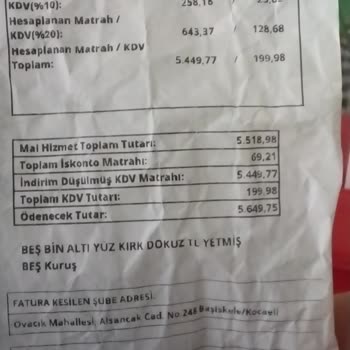 KDV(%10): 258,16 /
Hesaplanan Matrah /
KDV(%20): 643,37 / 128,68
Hesaplanan Matrah / KDV
Toplam: 5.449,77 / 199,98
Mal Hizmet Toplam Tutarı: 5.518,98
Toplam İskonto Matrahı: 69,21
İndirim Düşülmüş KDV Matrahı: 5.449,77
Toplam KDV Tutarı: 199,98
Ödenecek Tutar: 5.649,75
BEŞ BİN ALTI YÜZ KIRK DOKUZ TL YETMİŞ
BEŞ Kuruş
FATURA KESİLEN ŞUBE ADRESİ:
Ovacık Mahallesi, Alsancak Cad. No 248 Başiskele/Kocaeli